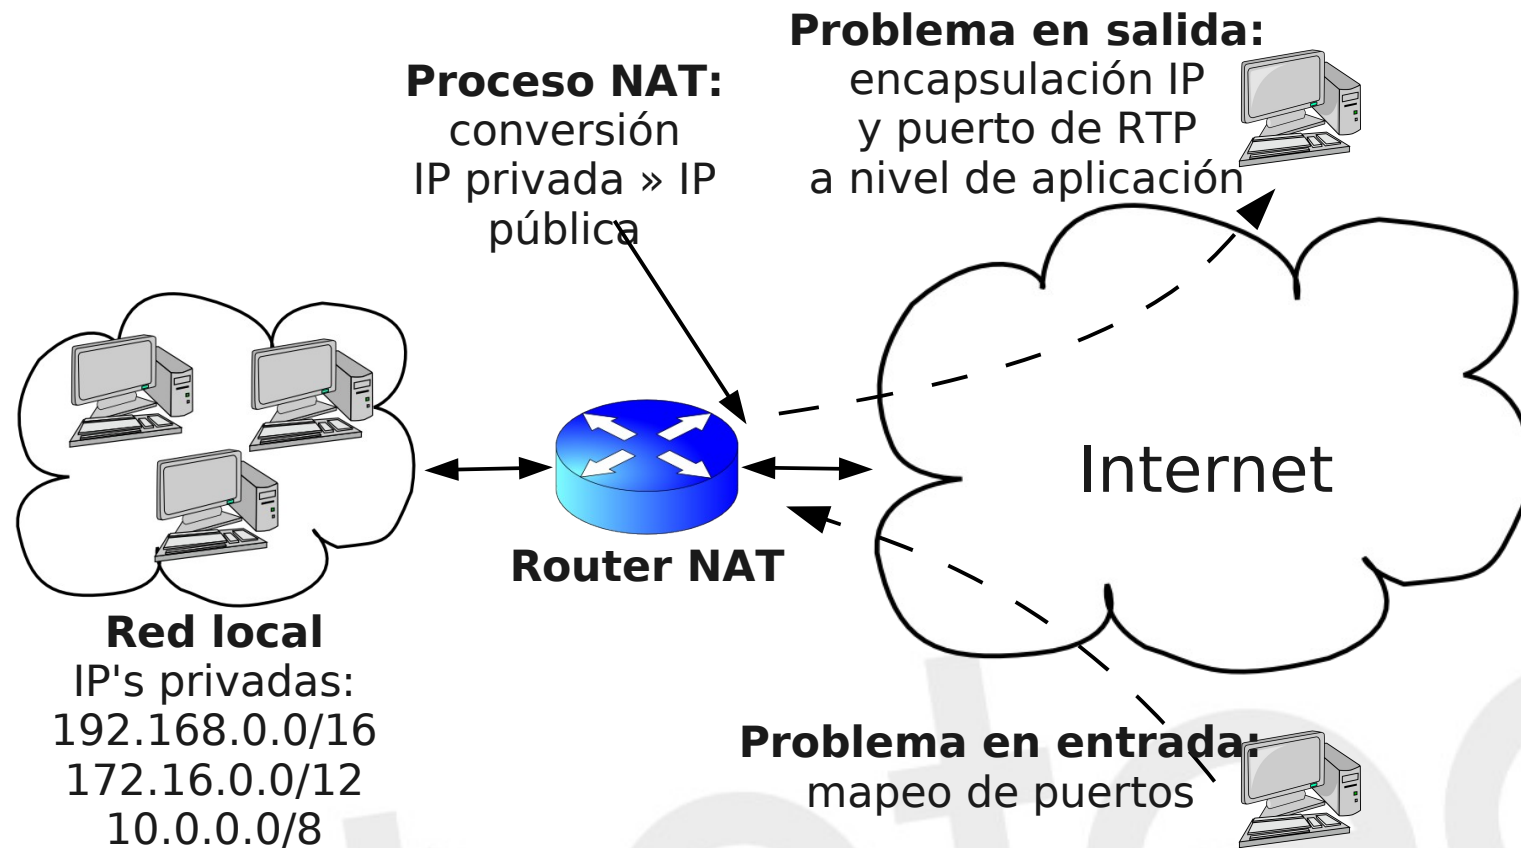 Problema en salida:
encapsulación IP
y puerto de RTP
a nivel de aplicación
Proceso NAT:
conversión
IP privada » IP
pública
Internet
Router NAT
Red local
IP's privadas:
192.168.0.0/16
172.16.0.0/12
10.0.0.0/8
Problema en entrada:
mapeo de puertos